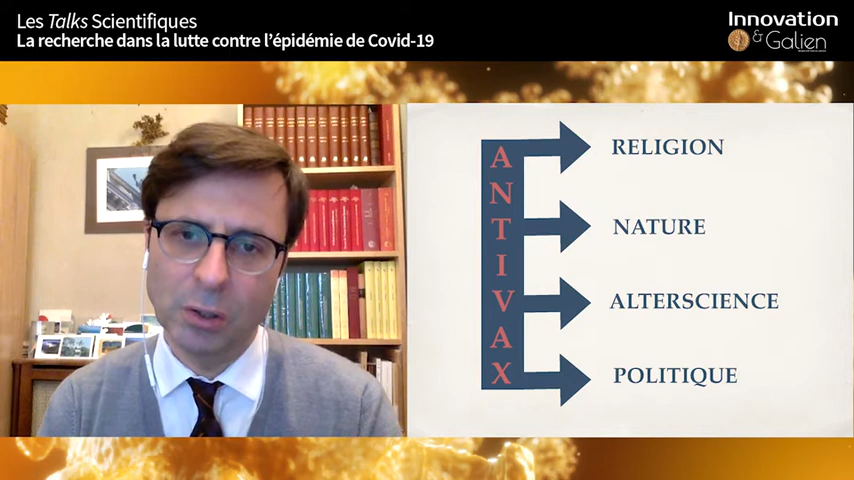 Les Talks Scientifiques
La recherche dans la lutte contre l'épidémie de Covid-19
Innovation
& Galien
ANTIVAX
RELIGION
NATURE
ALTERSCIENCE
POLITIQUE